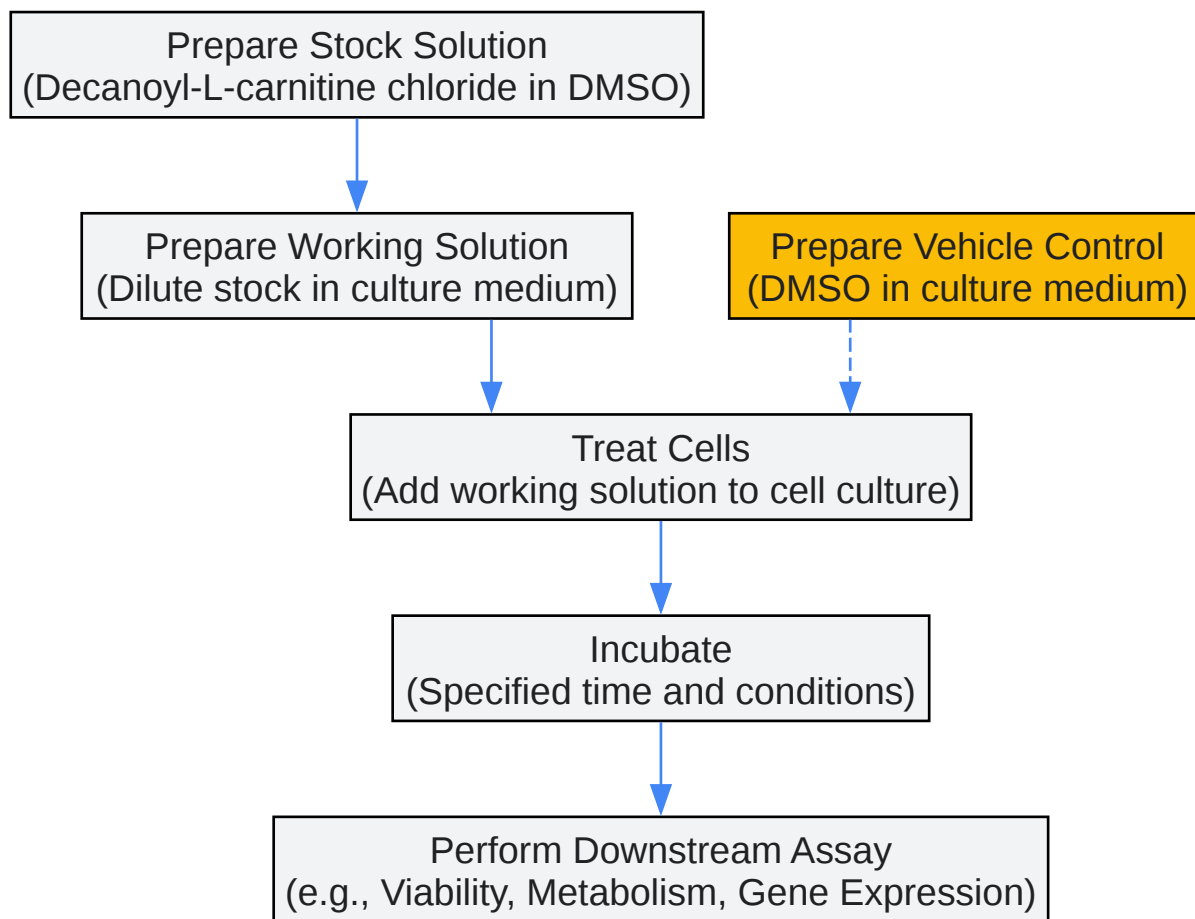 Prepare Stock Solution
(Decanoyl-L-carnitine chloride in DMSO)
Prepare Working Solution
(Dilute stock in culture medium)
Prepare Vehicle Control
(DMSO in culture medium)
Treat Cells
(Add working solution to cell culture)
Incubate
(Specified time and conditions)
Perform Downstream Assay
(e.g., Viability, Metabolism, Gene Expression)